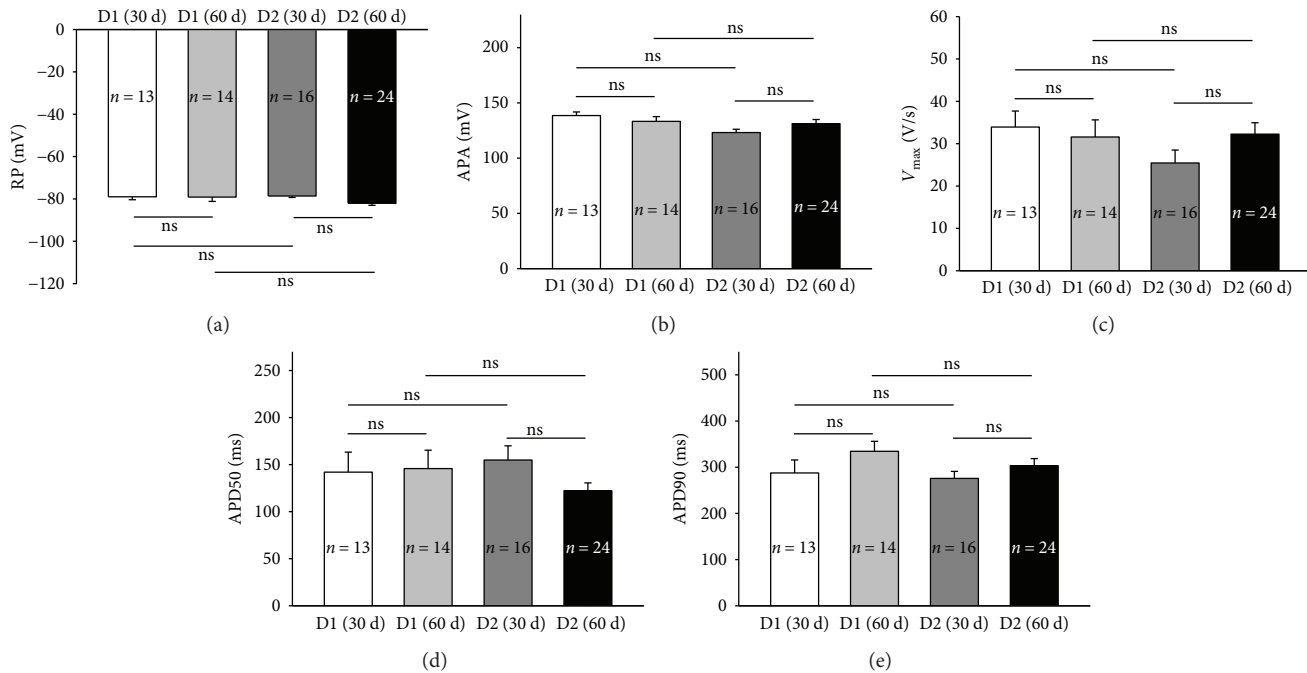 D1 (30 d) D1 (60 d) D2 (30 d) D2 (60 d)
0
−20
−40
−60
−80
−100
−120
RP (mV)
n = 13 n = 14 n = 16 n = 24
ns ns
ns
ns
(a)
200
150
100
50
0
APA (mV)
ns
ns
ns ns
n = 13 n = 14 n = 16 n = 24
D1 (30 d) D1 (60 d) D2 (30 d) D2 (60 d)
(b)
60
50
40
30
20
10
0
Vmax (V/s)
ns
ns
ns ns
n = 13 n = 14 n = 16 n = 24
D1 (30 d) D1 (60 d) D2 (30 d) D2 (60 d)
(c)
250
200
150
100
50
0
APD50 (ms)
ns
ns
ns ns
n = 13 n = 14 n = 16 n = 24
D1 (30 d) D1 (60 d) D2 (30 d) D2 (60 d)
(d)
500
400
300
200
100
0
APD90 (ms)
ns
ns
ns ns
n = 13 n = 14 n = 16 n = 24
D1 (30 d) D1 (60 d) D2 (30 d) D2 (60 d)
(e)